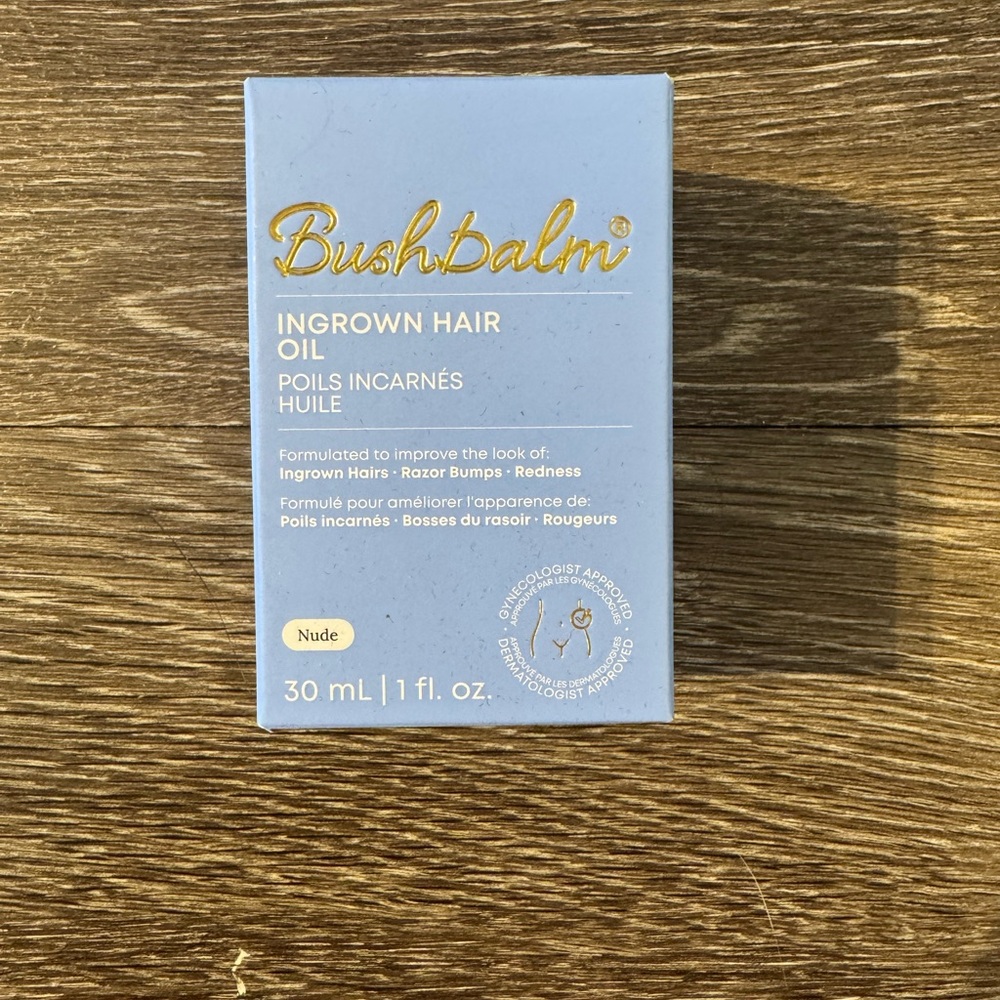 Bushbalm®
INGROWN HAIR
OIL
POILS INCARNÉS
HUILE
Formulated to improve the look of:
Ingrown Hairs · Razor Bumps · Redness
Formulé pour améliorer l'apparence de:
Poils incarnés · Bosses du rasoir · Rougeurs
GYNECOLOGIST APPROVED
APPROUVÉ PAR LES GYNÉCOLOGUES
APPROUVÉ PAR LES DERMATOLOGUES
DERMATOLOGIST APPROVED
Nude
30 mL | 1 fl. oz.